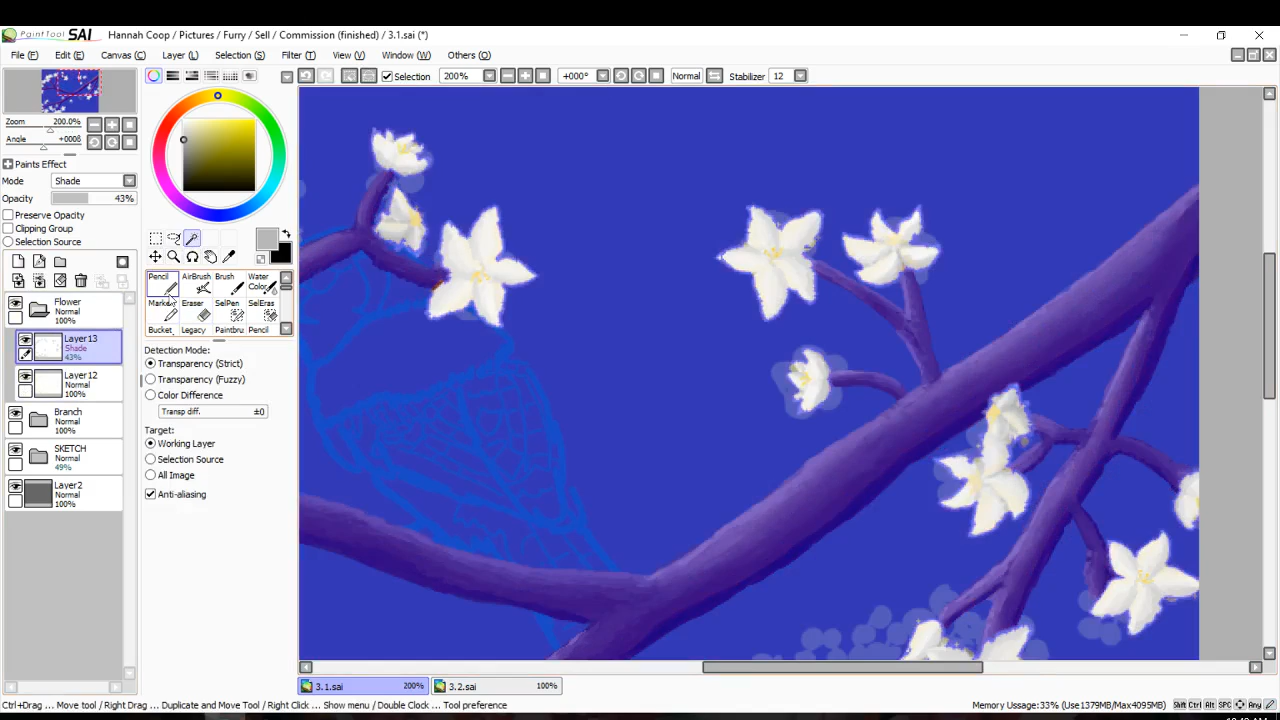 PaintTool SAI Hannah Coop / Pictures / Furry / Sell / Commission (finished) / 3.1.sai (*)
File (F) Edit (E) Canvas (C) Layer (L) Selection (S) Filter (T) View (V) Window (W) Others (O)
Selection 200% +000° Normal Stabilizer 12
Zoom 200.0%
Angle +000ß
Paints Effect
Mode Shade
Opacity 43%
Preserve Opacity
Clipping Group
Selection Source
Flower
Normal
100%
Layer13
Shade
43%
Layer12
Normal
100%
Branch
Normal
100%
SKETCH
Normal
49%
Layer2
Normal
100%
Pencil AirBrush Brush Water Color
Marker Eraser SelPen SelEras
Bucket Legacy Paintbru Pencil
Detection Mode:
Transparency (Strict)
Transparency (Fuzzy)
Color Difference
Transp diff. ±0
Target:
Working Layer
Selection Source
All Image
Anti-aliasing
3.1.sai 200% 3.2.sai 100%
Ctrl+Drag ... Move tool / Right Drag ... Duplicate and Move Tool / Right Click ... Show menu / Double Clock ... Tool preference Memory Usage: 33% (Use1379MB/Max4095MB) Shift Ctrl Alt SPC Any